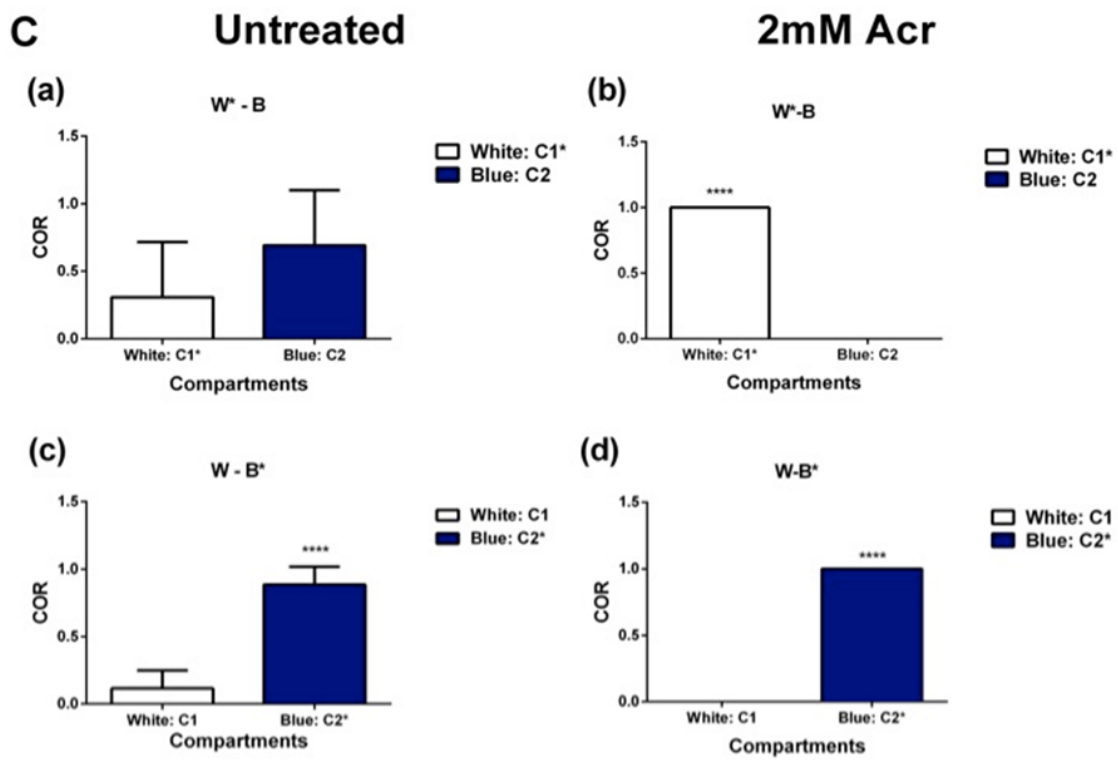 C Untreated 2mM Acr
(a)
W* - B
1.5
1.0
0.5
0.0
COR
White: C1* Blue: C2
Compartments
White: C1*
Blue: C2
(b)
W*-B
1.5
1.0
0.5
0.0
COR
****
White: C1* Blue: C2
Compartments
White: C1*
Blue: C2
(c)
W - B*
1.5
1.0
0.5
0.0
COR
****
White: C1 Blue: C2*
Compartments
White: C1
Blue: C2*
(d)
W-B*
1.5
1.0
0.5
0.0
COR
****
White: C1 Blue: C2*
Compartments
White: C1
Blue: C2*